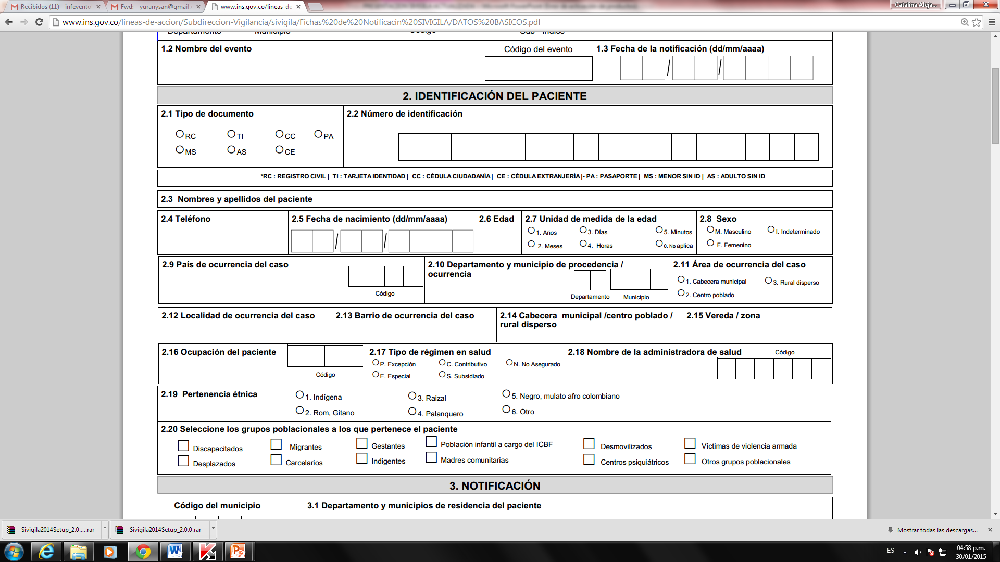 Recibidos (11) - infevento
Fwd: - yuranysan@gmail.c
www.ins.gov.co/lineas-de
Catalina Aleja...
www.ins.gov.co/lineas-de-accion/Subdireccion-Vigilancia/sivigila/Fichas%20de%20Notificacin%20SIVIGILA/DATOS%20BASICOS.pdf
Departamento Municipio Código Sub- índice
1.2 Nombre del evento
Código del evento
1.3 Fecha de la notificación (dd/mm/aaaa)
/ /
2. IDENTIFICACIÓN DEL PACIENTE
2.1 Tipo de documento
RC TI CC PA
MS AS CE
2.2 Número de identificación
*RC : REGISTRO CIVIL | TI : TARJETA IDENTIDAD | CC : CÉDULA CIUDADANÍA | CE : CÉDULA EXTRANJERÍA |- PA : PASAPORTE | MS : MENOR SIN ID | AS : ADULTO SIN ID
2.3 Nombres y apellidos del paciente
2.4 Teléfono
2.5 Fecha de nacimiento (dd/mm/aaaa)
/ /
2.6 Edad
2.7 Unidad de medida de la edad
1. Años 3. Días 5. Minutos
2. Meses 4. Horas 0. No aplica
2.8 Sexo
M. Masculino I. Indeterminado
F. Femenino
2.9 País de ocurrencia del caso
Código
2.10 Departamento y municipio de procedencia /
ocurrencia
Departamento Municipio
2.11 Área de ocurrencia del caso
1. Cabecera municipal 3. Rural disperso
2. Centro poblado
2.12 Localidad de ocurrencia del caso
2.13 Barrio de ocurrencia del caso
2.14 Cabecera municipal /centro poblado /
rural disperso
2.15 Vereda / zona
2.16 Ocupación del paciente
Código
2.17 Tipo de régimen en salud
P. Excepción C. Contributivo N. No Asegurado
E. Especial S. Subsidiado
2.18 Nombre de la administradora de salud
Código
2.19 Pertenencia étnica
1. Indígena 3. Raizal 5. Negro, mulato afro colombiano
2. Rom, Gitano 4. Palanquero 6. Otro
2.20 Seleccione los grupos poblacionales a los que pertenece el paciente
Discapacitados Migrantes Gestantes Población infantil a cargo del ICBF Desmovilizados Víctimas de violencia armada
Desplazados Carcelarios Indigentes Madres comunitarias Centros psiquiátricos Otros grupos poblacionales
3. NOTIFICACIÓN
Código del municipio
3.1 Departamento y municipios de residencia del paciente
Sivigila2014Setup_2.0.....rar
Sivigila2014Setup_2.0.0.rar
Mostrar todas las descargas...
ES
04:58 p.m.
30/01/2015